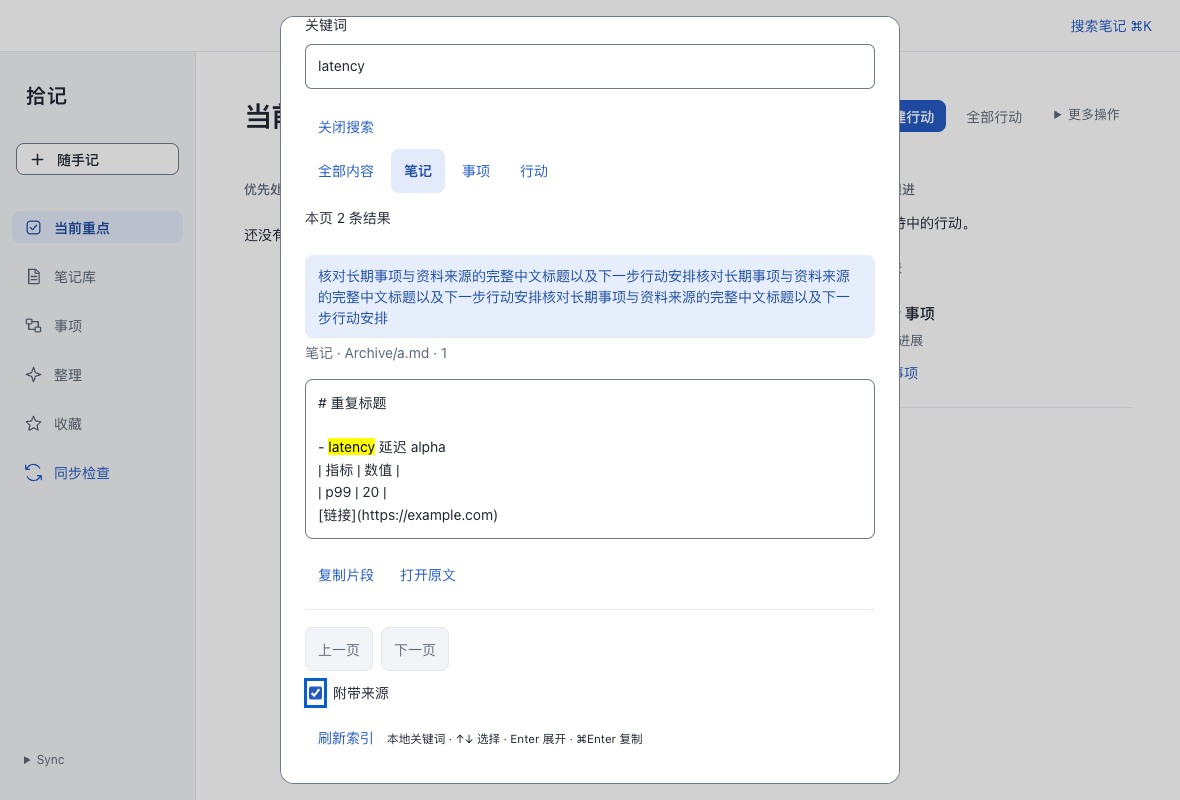 搜索笔记 ⌘K
拾记
+ 随手记
当前重点
笔记库
事项
整理
收藏
同步检查
Sync
当前
优先处
还没有
关键词
latency
关闭搜索
全部内容 笔记 事项 行动
本页 2 条结果
核对长期事项与资料来源的完整中文标题以及下一步行动安排核对长期事项与资料来源
的完整中文标题以及下一步行动安排核对长期事项与资料来源的完整中文标题以及下一
步行动安排
笔记 · Archive/a.md · 1
# 重复标题
- latency 延迟 alpha
| 指标 | 数值 |
| p99 | 20 |
[链接](https://example.com)
复制片段 打开原文
上一页 下一页
附带来源
刷新索引 本地关键词 · ↑↓ 选择 · Enter 展开 · ⌘Enter 复制
行动 全部行动 更多操作
进
中的行动。
事项
进展
事项